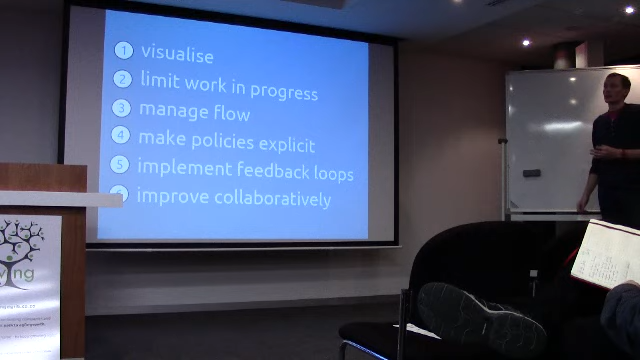 1 visualise
2 limit work in progress
3 manage flow
4 make policies explicit
5 implement feedback loops
improve collaboratively